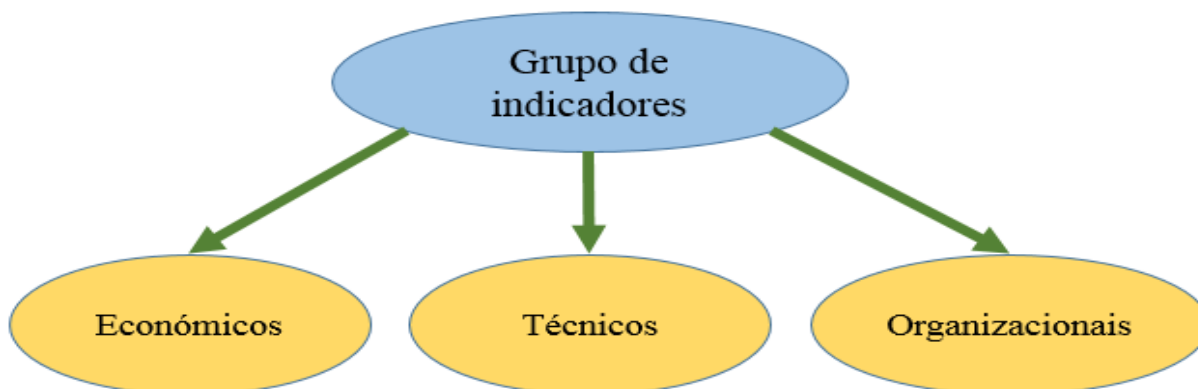 Grupo de
indicadores
Económicos
Técnicos
Organizacionais